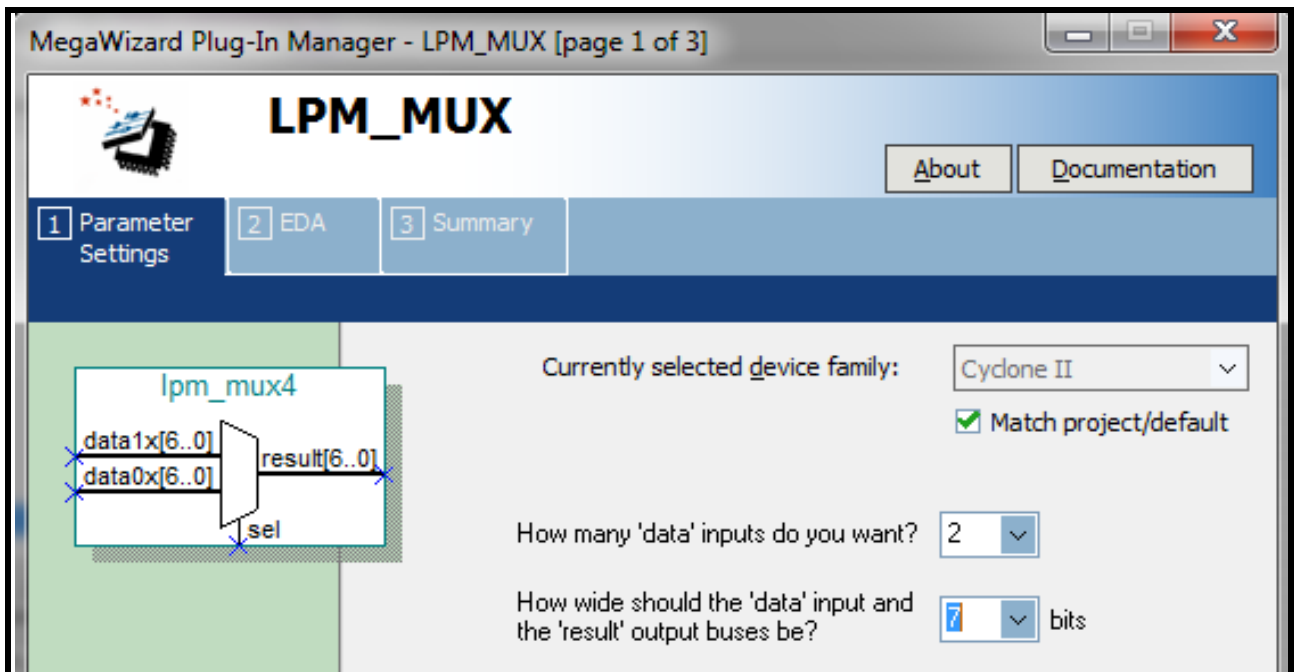 MegaWizard Plug-In Manager - LPM_MUX [page 1 of 3]
LPM_MUX
About
Documentation
1 Parameter Settings
2 EDA
3 Summary
lpm_mux4
data1x[6..0]
data0x[6..0]
result[6..0]
sel
Currently selected device family:
Cyclone II
Match project/default
How many 'data' inputs do you want?
2
How wide should the 'data' input and
the 'result' output buses be?
7
bits